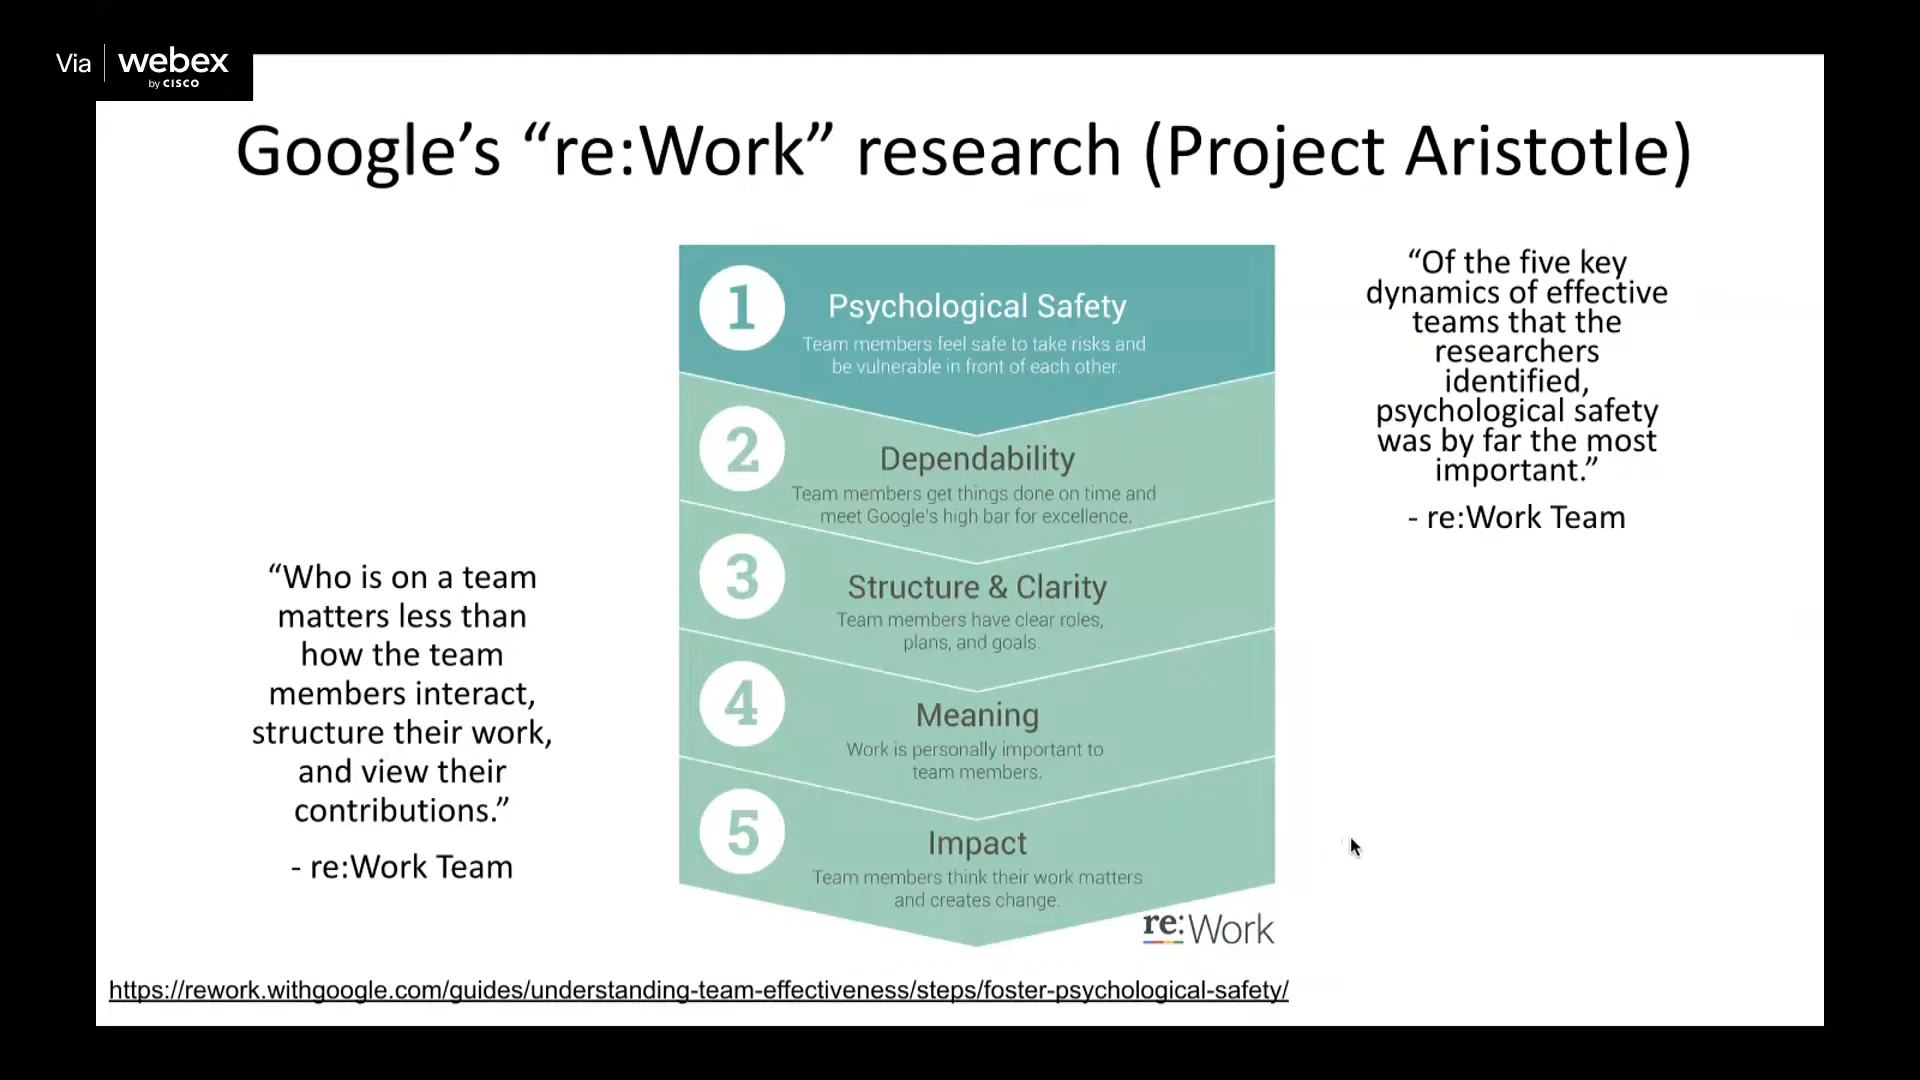 Via webex
by CISCO
Google’s “re:Work” research (Project Aristotle)
“Who is on a team
matters less than
how the team
members interact,
structure their work,
and view their
contributions.”
- re:Work Team
1
Psychological Safety
Team members feel safe to take risks and
be vulnerable in front of each other.
2
Dependability
Team members get things done on time and
meet Google's high bar for excellence.
3
Structure & Clarity
Team members have clear roles,
plans, and goals.
4
Meaning
Work is personally important to
team members.
5
Impact
Team members think their work matters
and creates change.
re:Work
“Of the five key
dynamics of effective
teams that the
researchers
identified,
psychological safety
was by far the most
important.”
- re:Work Team
https://rework.withgoogle.com/guides/understanding-team-effectiveness/steps/foster-psychological-safety/